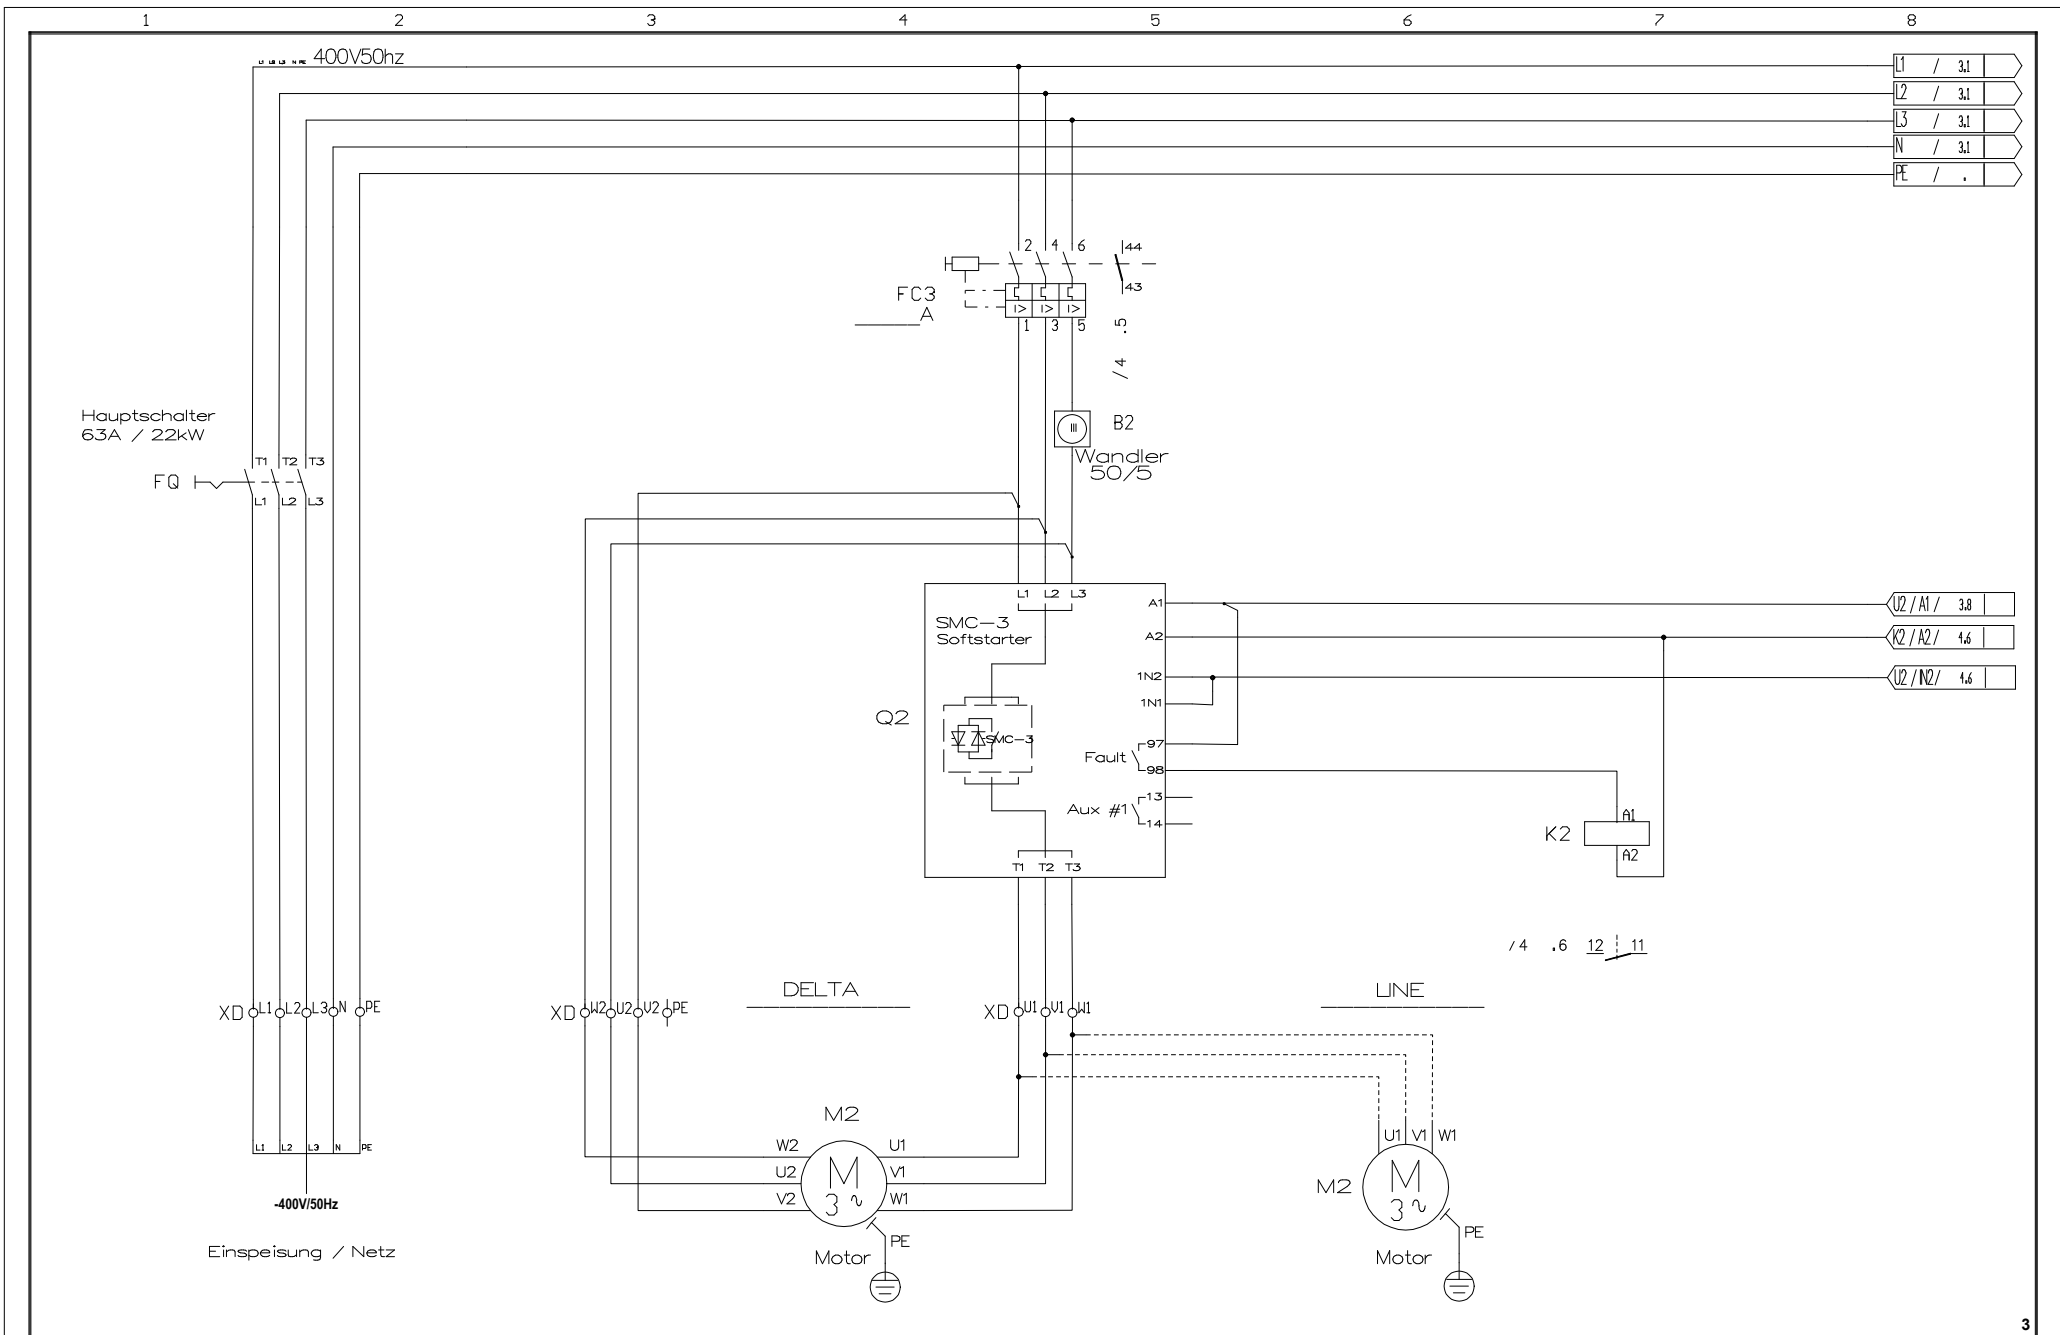 1 2 3 4 5 6 7 8
L1 L2 L3 N PE 400V50hz
L1 / 3.1
L2 / 3.1
L3 / 3.1
N / 3.1
PE / .
2 4 6 44
43
FC3
A
1 3 5
/4 .5
Hauptschalter
63A / 22kW
B2
Wandler
50/5
T1 T2 T3
FQ
L1 L2 L3
L1 L2 L3
SMC-3
Softstarter
A1
A2
1N2
1N1
U2 / A1 / 3.8
K2 / A2 / 4.6
U2 / IN2 / 4.6
Q2
SMC-3
97
Fault
98
13
Aux #1
14
K2
A1
A2
T1 T2 T3
/4 .6 12 11
DELTA
LINE
XD L1 L2 L3 N PE
XD W2 U2 V2 PE
XD U1 V1 W1
M2
W2 U1
U2 V1
V2 W1
M
3 ~
PE
Motor
U1 V1 W1
M2
M
3 ~
PE
Motor
L1 L2 L3 N PE
-400V/50Hz
Einspeisung / Netz
3